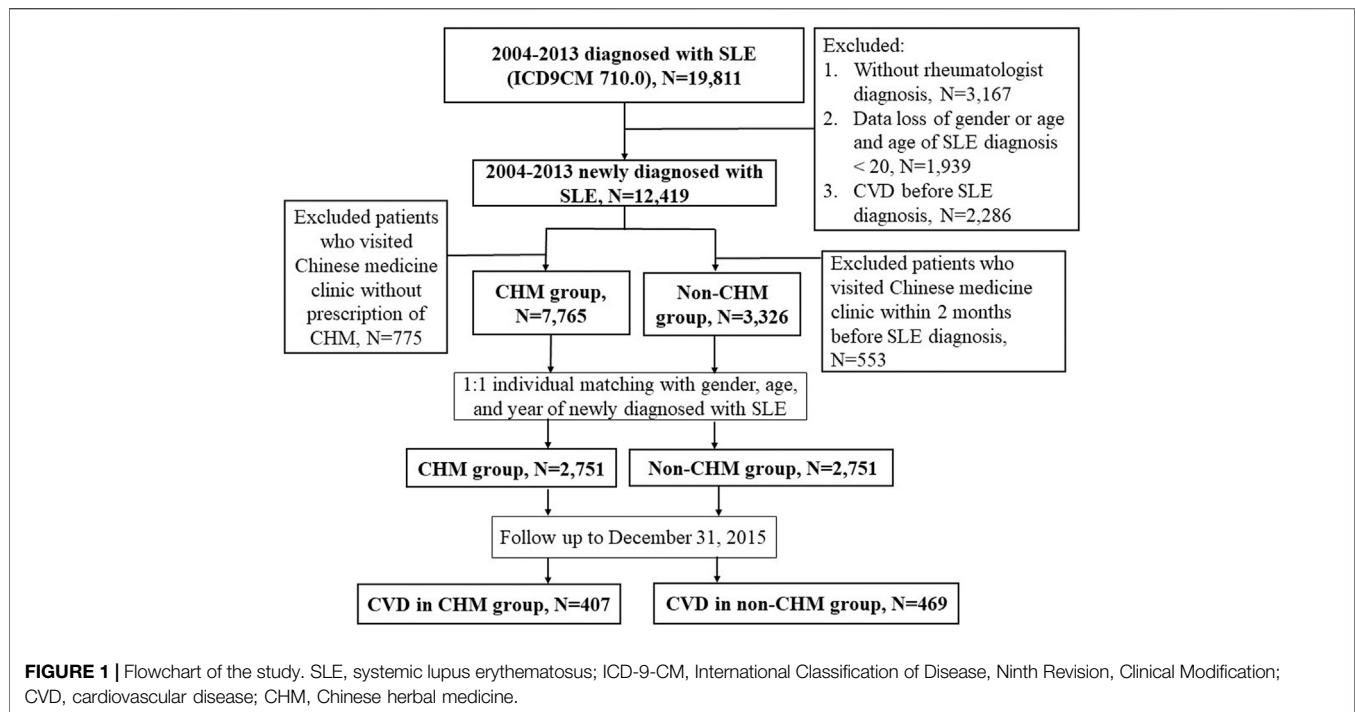 2004-2013 diagnosed with SLE
(ICD9CM 710.0), N=19,811
Excluded:
1. Without rheumatologist
diagnosis, N=3,167
2. Data loss of gender or age
and age of SLE diagnosis
< 20, N=1,939
3. CVD before SLE
diagnosis, N=2,286
2004-2013 newly diagnosed with
SLE, N=12,419
Excluded patients
who visited
Chinese medicine
clinic without
prescription of
CHM, N=775
CHM group,
N=7,765
Non-CHM
group, N=3,326
Excluded patients who
visited Chinese medicine
clinic within 2 months
before SLE diagnosis,
N=553
1:1 individual matching with gender, age,
and year of newly diagnosed with SLE
CHM group, N=2,751
Non-CHM group, N=2,751
Follow up to December 31, 2015
CVD in CHM group, N=407
CVD in non-CHM group, N=469
FIGURE 1 | Flowchart of the study. SLE, systemic lupus erythematosus; ICD-9-CM, International Classification of Disease, Ninth Revision, Clinical Modification;
CVD, cardiovascular disease; CHM, Chinese herbal medicine.